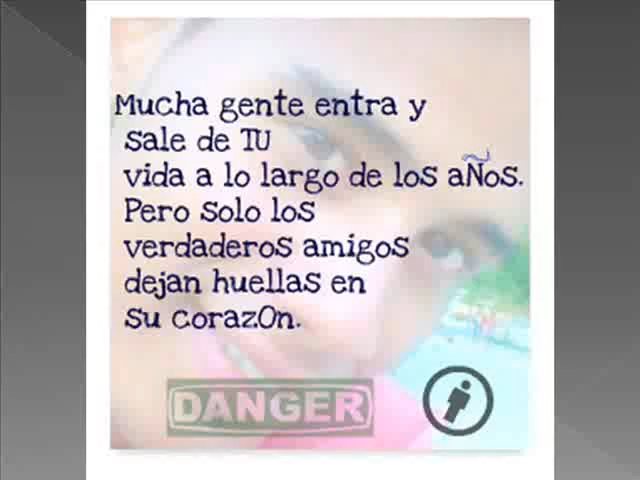 Mucha gente entra y
sale de TU
vida a lo largo de los aÑos.
Pero solo los
verdaderos amigos
dejan huellas en
su corazOn.
DANGER